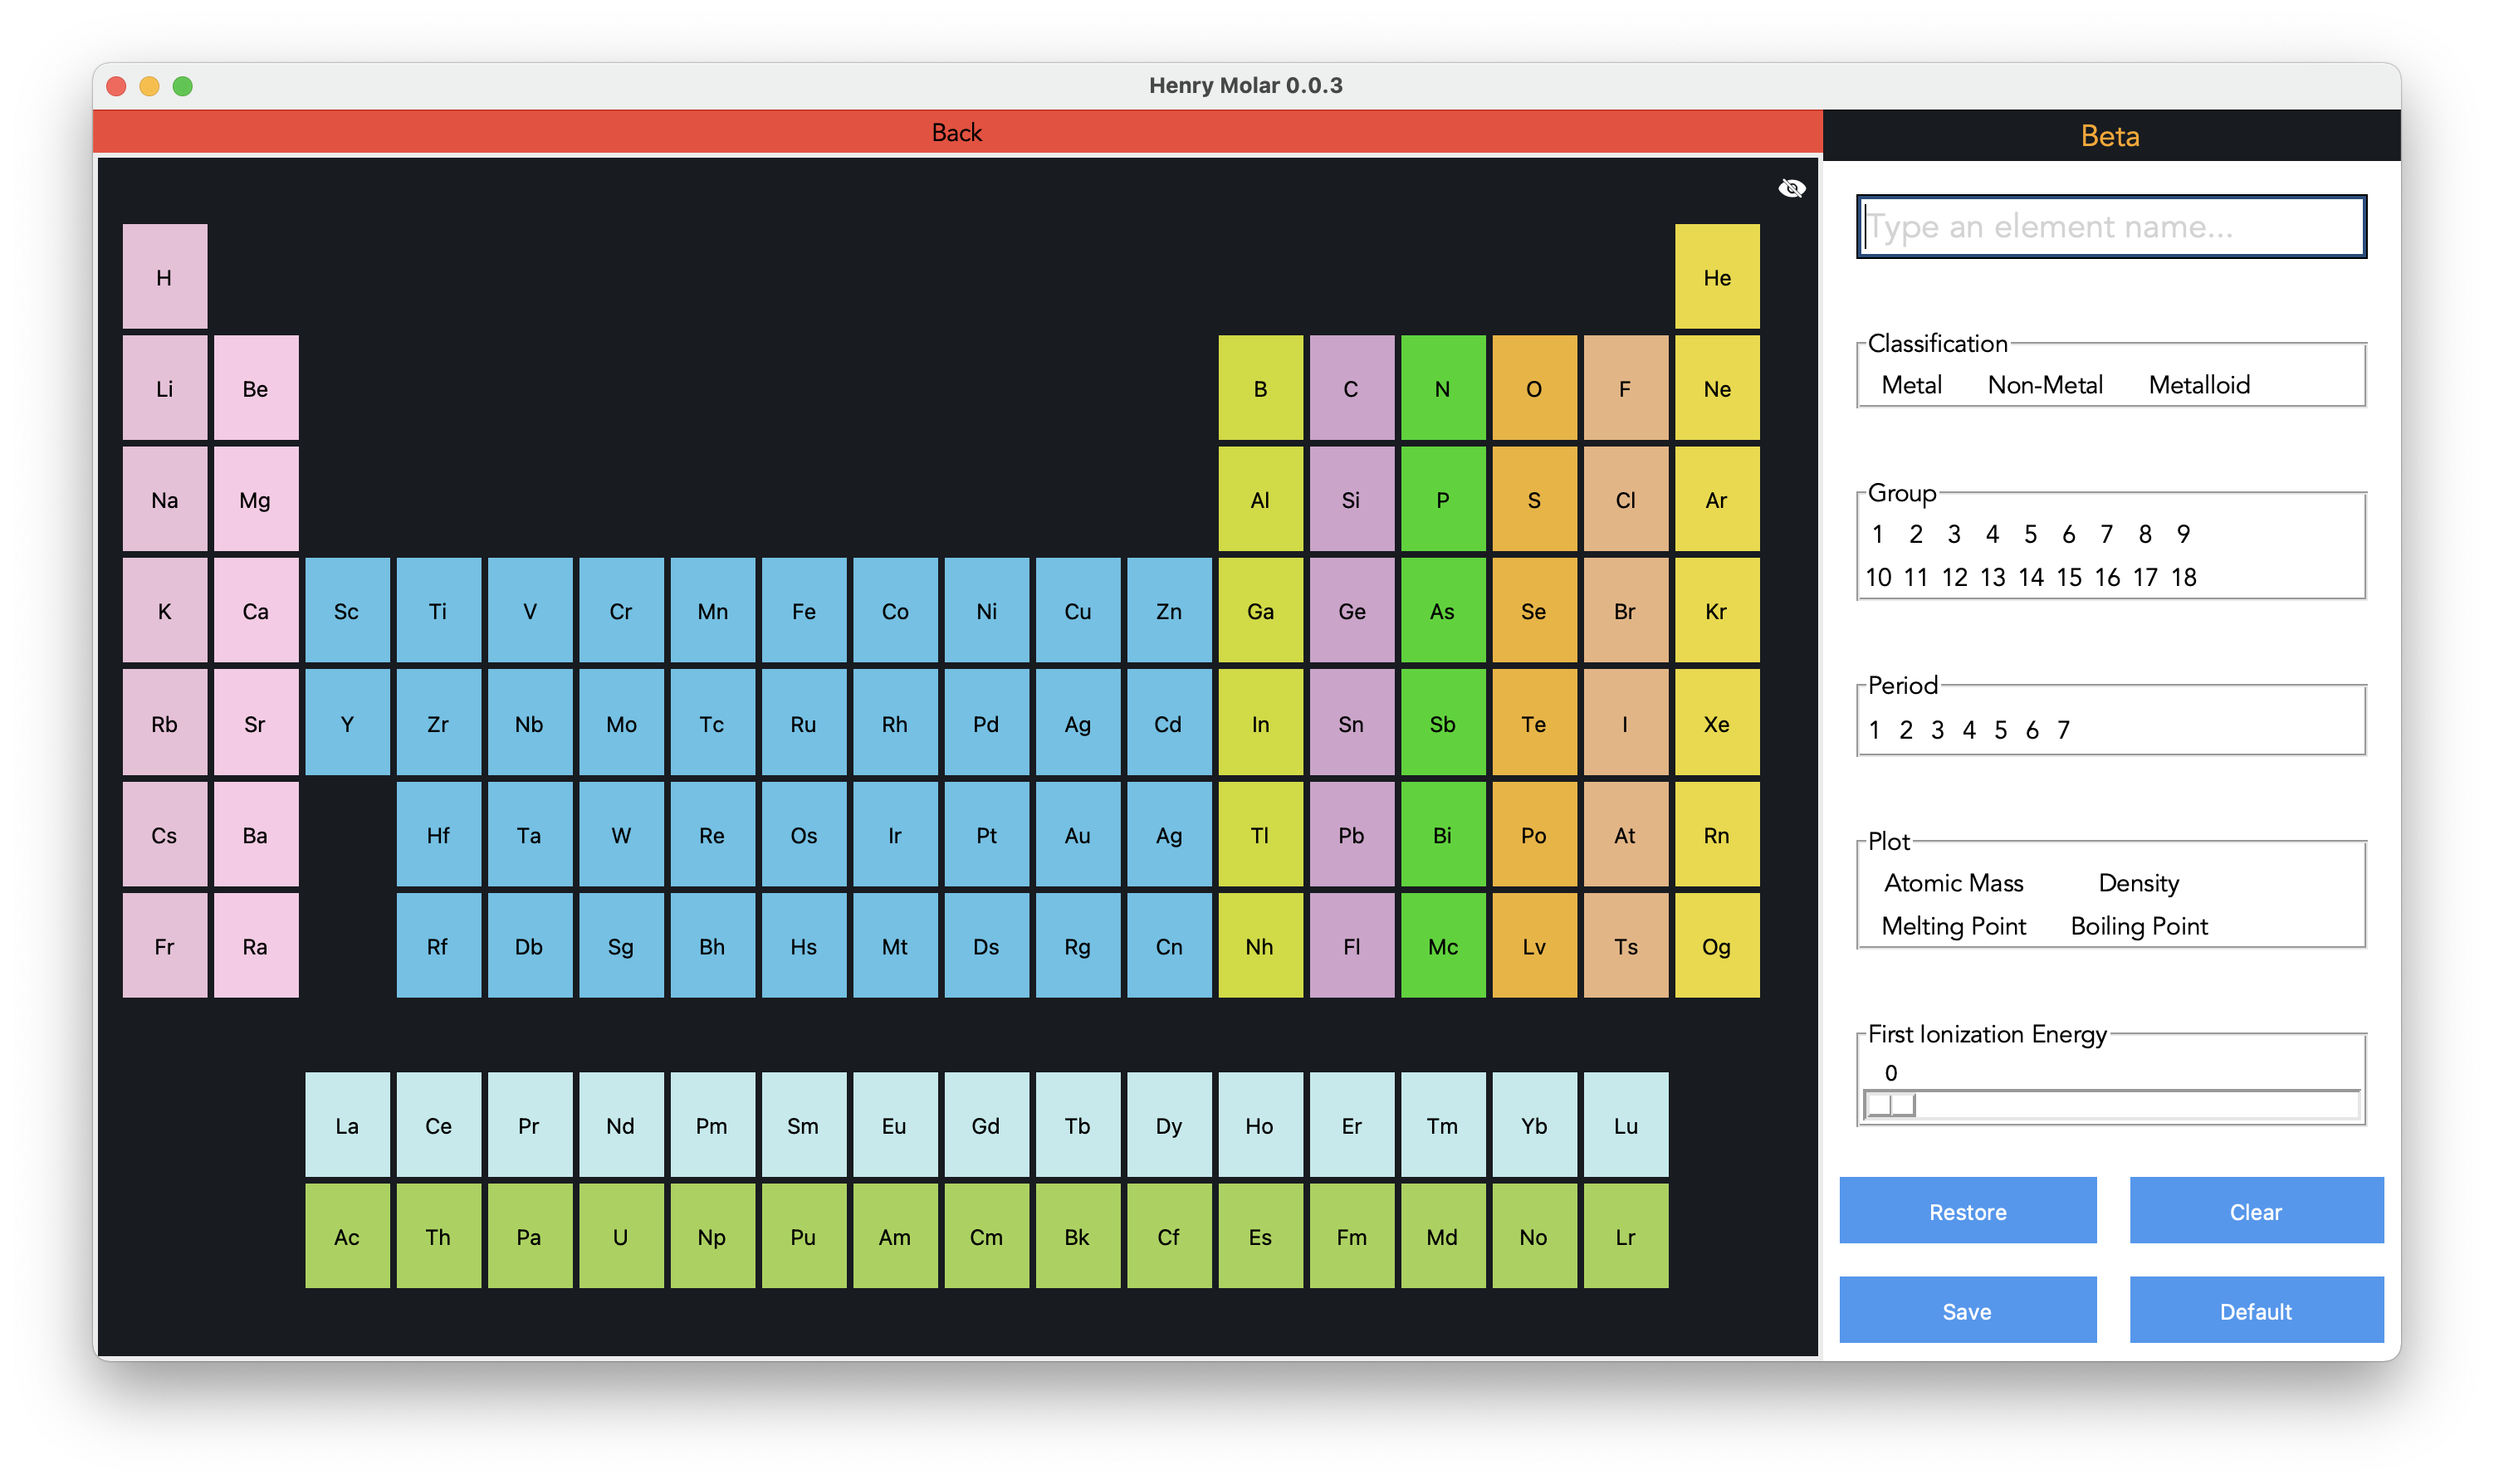 Henry Molar 0.0.3
Back
Beta
Type an element name...
H He
Li Be B C N O F Ne
Na Mg Al Si P S Cl Ar
K Ca Sc Ti V Cr Mn Fe Co Ni Cu Zn Ga Ge As Se Br Kr
Rb Sr Y Zr Nb Mo Tc Ru Rh Pd Ag Cd In Sn Sb Te I Xe
Cs Ba Hf Ta W Re Os Ir Pt Au Ag Tl Pb Bi Po At Rn
Fr Ra Rf Db Sg Bh Hs Mt Ds Rg Cn Nh Fl Mc Lv Ts Og
La Ce Pr Nd Pm Sm Eu Gd Tb Dy Ho Er Tm Yb Lu
Ac Th Pa U Np Pu Am Cm Bk Cf Es Fm Md No Lr
Classification
Metal Non-Metal Metalloid
Group
1 2 3 4 5 6 7 8 9
10 11 12 13 14 15 16 17 18
Period
1 2 3 4 5 6 7
Plot
Atomic Mass Density
Melting Point Boiling Point
First Ionization Energy
0
Restore Clear
Save Default